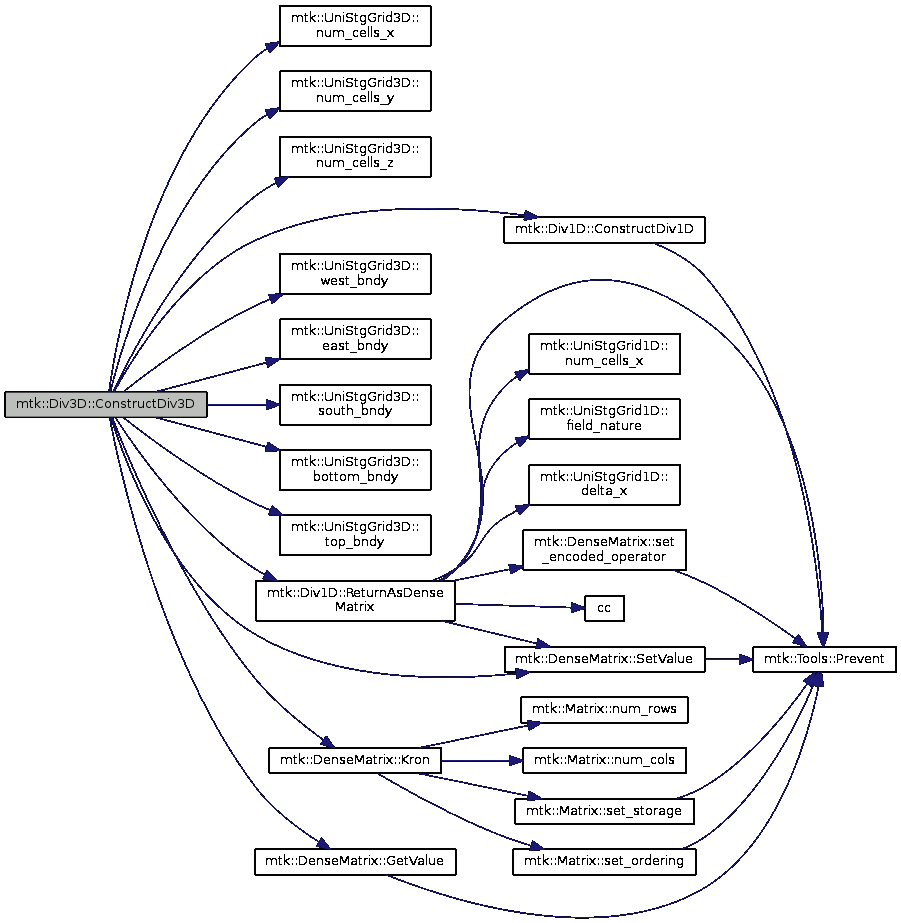 mtk::UniStgGrid3D::
num_cells_x
mtk::UniStgGrid3D::
num_cells_y
mtk::UniStgGrid3D::
num_cells_z
mtk::Div1D::ConstructDiv1D
mtk::UniStgGrid3D::
west_bndy
mtk::UniStgGrid3D::
east_bndy
mtk::UniStgGrid1D::
num_cells_x
mtk::Div3D::ConstructDiv3D
mtk::UniStgGrid3D::
south_bndy
mtk::UniStgGrid1D::
field_nature
mtk::UniStgGrid3D::
bottom_bndy
mtk::UniStgGrid1D::
delta_x
mtk::UniStgGrid3D::
top_bndy
mtk::DenseMatrix::set
_encoded_operator
mtk::Div1D::ReturnAsDense
Matrix
cc
mtk::DenseMatrix::SetValue
mtk::Tools::Prevent
mtk::Matrix::num_rows
mtk::DenseMatrix::Kron
mtk::Matrix::num_cols
mtk::Matrix::set_storage
mtk::DenseMatrix::GetValue
mtk::Matrix::set_ordering